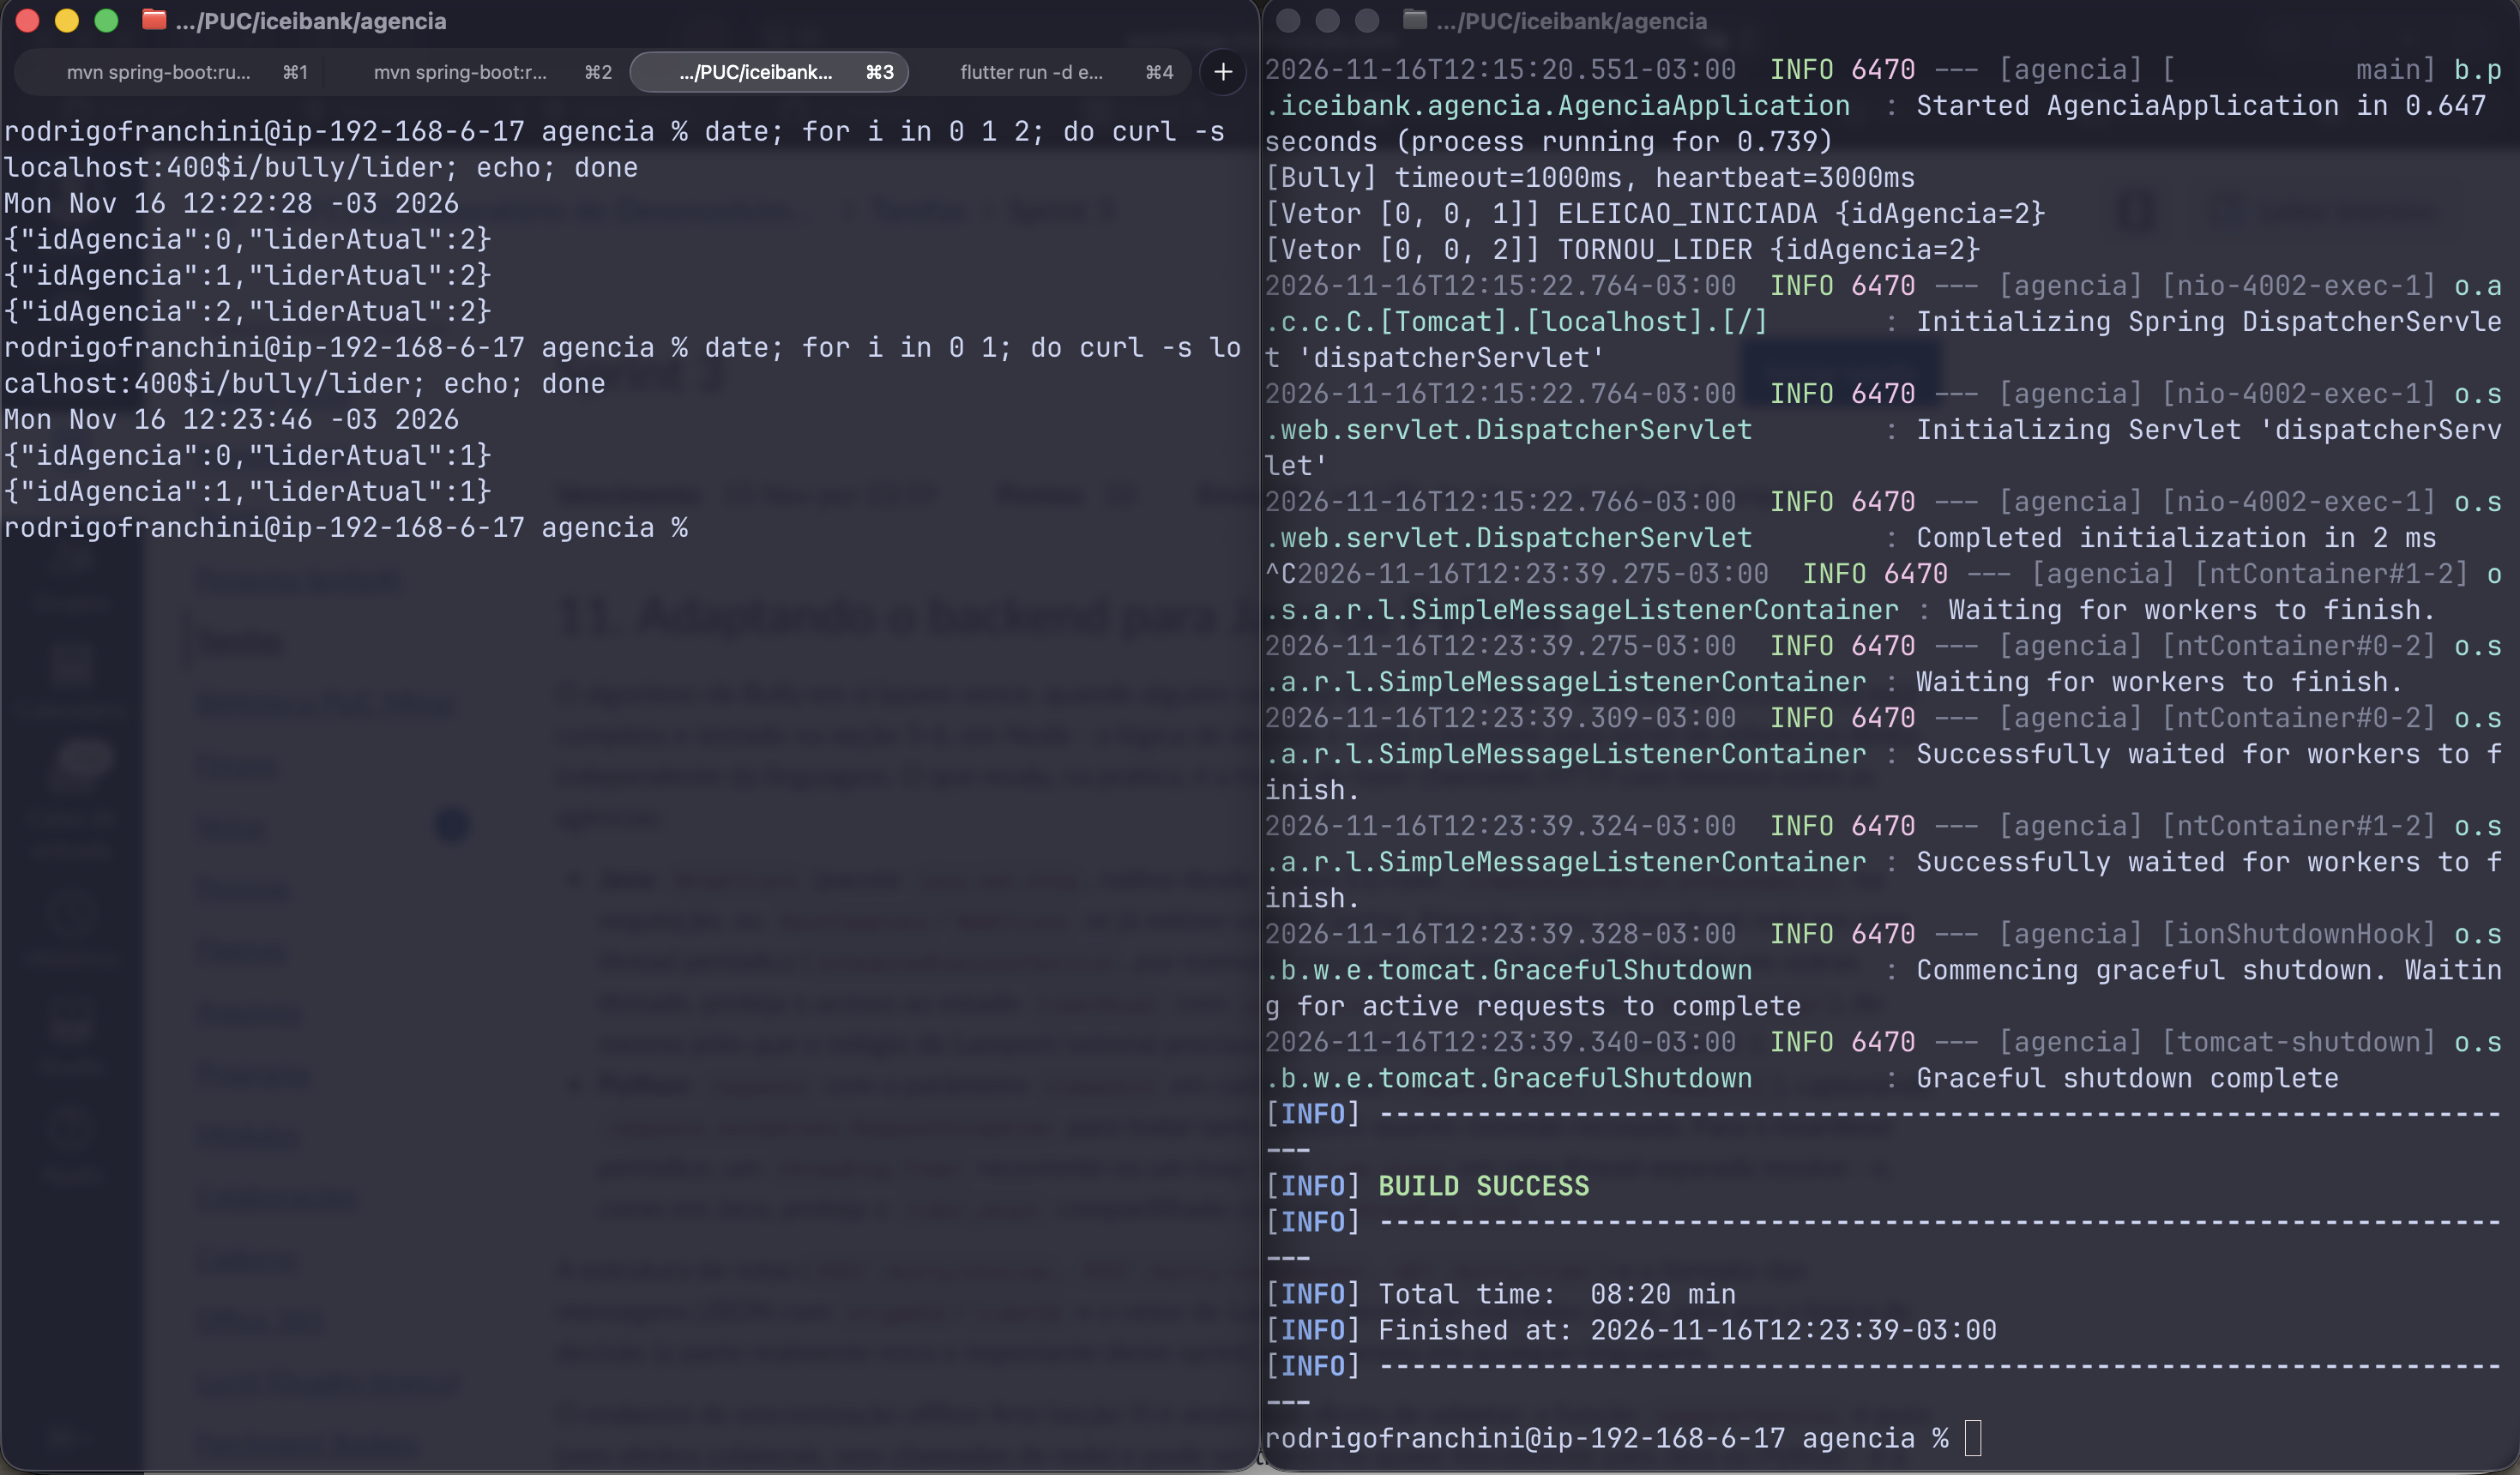 .../PUC/iceibank/agencia
mvn spring-boot:ru... ⌘1 mvn spring-boot:r... ⌘2 .../PUC/iceibank... ⌘3 flutter run -d e... ⌘4 +
rodrigofranchini@ip-192-168-6-17 agencia % date; for i in 0 1 2; do curl -s
localhost:400$i/bully/lider; echo; done
Mon Nov 16 12:22:28 -03 2026
{"idAgencia":0,"liderAtual":2}
{"idAgencia":1,"liderAtual":2}
{"idAgencia":2,"liderAtual":2}
rodrigofranchini@ip-192-168-6-17 agencia % date; for i in 0 1; do curl -s lo
calhost:400$i/bully/lider; echo; done
Mon Nov 16 12:23:46 -03 2026
{"idAgencia":0,"liderAtual":1}
{"idAgencia":1,"liderAtual":1}
rodrigofranchini@ip-192-168-6-17 agencia %
Sprint 3
11. Adaptando o backend para
.../PUC/iceibank/agencia
2026-11-16T12:15:20.551-03:00  INFO 6470 --- [agencia] [           main] b.p
.iceibank.agencia.AgenciaApplication  : Started AgenciaApplication in 0.647
seconds (process running for 0.739)
[Bully] timeout=1000ms, heartbeat=3000ms
[Vetor [0, 0, 1]] ELEICAO_INICIADA {idAgencia=2}
[Vetor [0, 0, 2]] TORNOU_LIDER {idAgencia=2}
2026-11-16T12:15:22.764-03:00  INFO 6470 --- [agencia] [nio-4002-exec-1] o.a
.c.c.C.[Tomcat].[localhost].[/]       : Initializing Spring DispatcherServle
t 'dispatcherServlet'
2026-11-16T12:15:22.764-03:00  INFO 6470 --- [agencia] [nio-4002-exec-1] o.s
.web.servlet.DispatcherServlet        : Initializing Servlet 'dispatcherServ
let'
2026-11-16T12:15:22.766-03:00  INFO 6470 --- [agencia] [nio-4002-exec-1] o.s
.web.servlet.DispatcherServlet        : Completed initialization in 2 ms
^C2026-11-16T12:23:39.275-03:00  INFO 6470 --- [agencia] [ntContainer#1-2] o
.s.a.r.l.SimpleMessageListenerContainer : Waiting for workers to finish.
2026-11-16T12:23:39.275-03:00  INFO 6470 --- [agencia] [ntContainer#0-2] o.s
.a.r.l.SimpleMessageListenerContainer : Waiting for workers to finish.
2026-11-16T12:23:39.309-03:00  INFO 6470 --- [agencia] [ntContainer#0-2] o.s
.a.r.l.SimpleMessageListenerContainer : Successfully waited for workers to f
inish.
2026-11-16T12:23:39.324-03:00  INFO 6470 --- [agencia] [ntContainer#1-2] o.s
.a.r.l.SimpleMessageListenerContainer : Successfully waited for workers to f
inish.
2026-11-16T12:23:39.328-03:00  INFO 6470 --- [agencia] [ionShutdownHook] o.s
.b.w.e.tomcat.GracefulShutdown        : Commencing graceful shutdown. Waitin
g for active requests to complete
2026-11-16T12:23:39.340-03:00  INFO 6470 --- [agencia] [tomcat-shutdown] o.s
.b.w.e.tomcat.GracefulShutdown        : Graceful shutdown complete
[INFO] ---------------------------------------------------------------------
---
[INFO] BUILD SUCCESS
[INFO] ---------------------------------------------------------------------
---
[INFO] Total time:  08:20 min
[INFO] Finished at: 2026-11-16T12:23:39-03:00
[INFO] ---------------------------------------------------------------------
---
rodrigofranchini@ip-192-168-6-17 agencia %